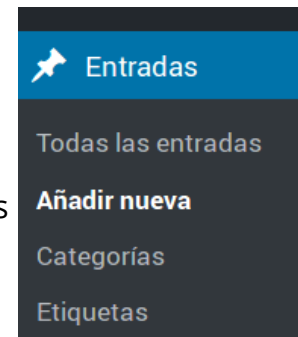 Entradas
Todas las entradas
s
Añadir nueva
Categorías
Etiquetas